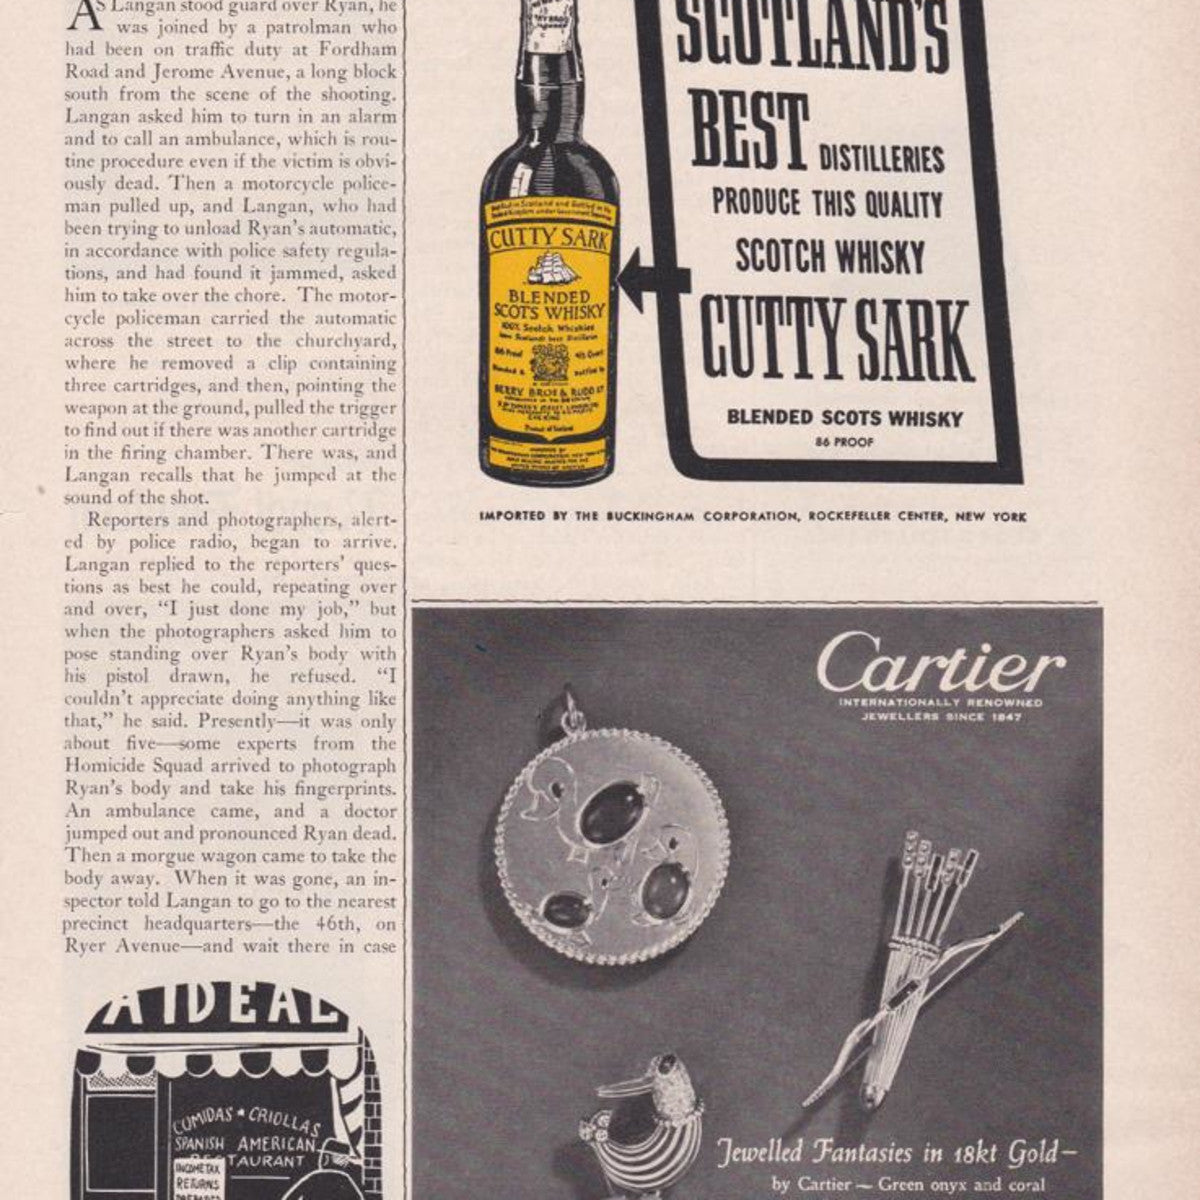 As Langan stood guard over Ryan, he
was joined by a patrolman who
had been on traffic duty at Fordham
Road and Jerome Avenue, a long block
south from the scene of the shooting.
Langan asked him to turn in an alarm
and to call an ambulance, which is rou-
tine procedure even if the victim is obvi-
ously dead. Then a motorcycle police-
man pulled up, and Langan, who had
been trying to unload Ryan's automatic,
in accordance with police safety regula-
tions, and had found it jammed, asked
him to take over the chore. The motor-
cycle policeman carried the automatic
across the street to the churchyard,
where he removed a clip containing
three cartridges, and then, pointing the
weapon at the ground, pulled the trigger
to find out if there was another cartridge
in the firing chamber. There was, and
Langan recalls that he jumped at the
sound of the shot.
Reporters and photographers, alert-
ed by police radio, began to arrive.
Langan replied to the reporters' ques-
tions as best he could, repeating over
and over, “I just done my job,” but
when the photographers asked him to
pose standing over Ryan's body with
his pistol drawn, he refused. “I
couldn't appreciate doing anything like
that,” he said. Presently—it was only
about five—some experts from the
Homicide Squad arrived to photograph
Ryan's body and take his fingerprints.
An ambulance came, and a doctor
jumped out and pronounced Ryan dead.
Then a morgue wagon came to take the
body away. When it was gone, an in-
spector told Langan to go to the nearest
precinct headquarters—the 46th, on
Ryer Avenue—and wait there in case
A IDEAL
COMIDAS * CRIOLLAS
SPANISH AMERICAN
TAURANT
INCOME TAX
RETURNS
SCOTLAND'S
BEST DISTILLERIES
PRODUCE THIS QUALITY
SCOTCH WHISKY
CUTTY SARK
BLENDED SCOTS WHISKY
86 PROOF
CUTTY SARK
BLENDED
SCOTS WHISKY
100% Scotch Whiskies
86 Proof 4/5 Quart
BERRY BROS & RUDD LT
Product of Scotland
IMPORTED BY THE BUCKINGHAM CORPORATION, ROCKEFELLER CENTER, NEW YORK
Cartier
INTERNATIONALLY RENOWNED
JEWELLERS SINCE 1847
Jewelled Fantasies in 18kt Gold—
by Cartier — Green onyx and coral